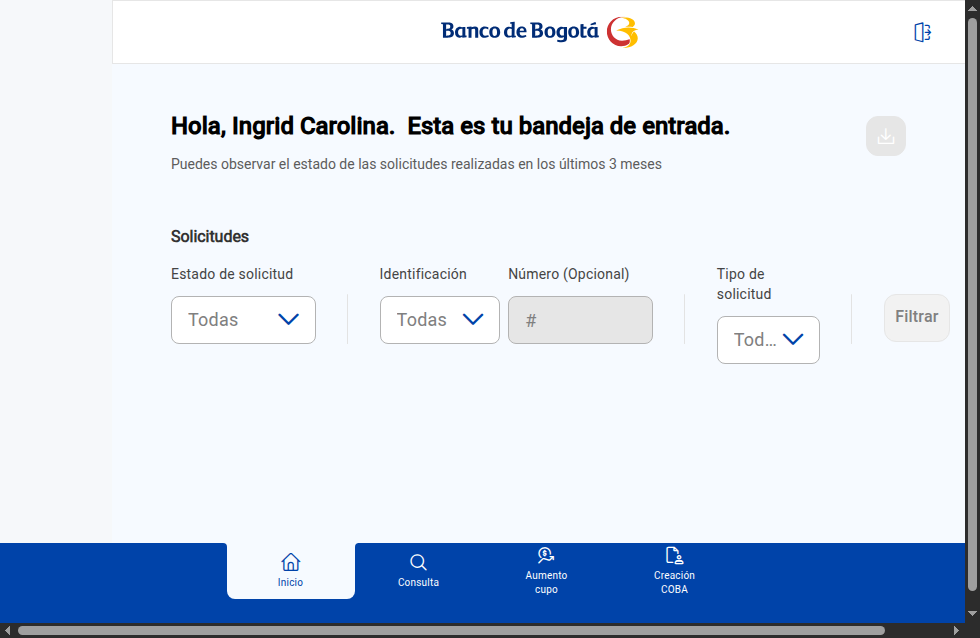 Banco de Bogotá
Hola, Ingrid Carolina.  Esta es tu bandeja de entrada.
Puedes observar el estado de las solicitudes realizadas en los últimos 3 meses
Solicitudes
Estado de solicitud
Todas
Identificación
Todas
Número (Opcional)
#
Tipo de
solicitud
Tod...
Filtrar
Inicio
Consulta
Aumento
cupo
Creación
COBA